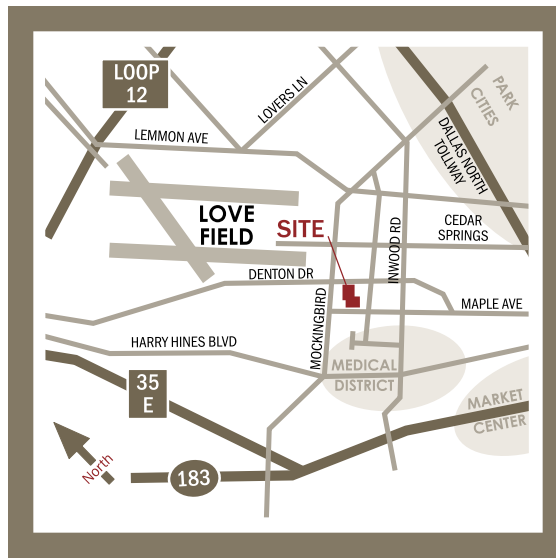 LOOP
12
LOVERS LN
PARK
CITIES
LEMMON AVE
DALLAS NORTH
TOLLWAY
LOVE
FIELD
SITE
INWOOD RD
CEDAR
SPRINGS
DENTON DR
MAPLE AVE
MOCKINGBIRD
HARRY HINES BLVD
MEDICAL
DISTRICT
35
E
MARKET
CENTER
North
183